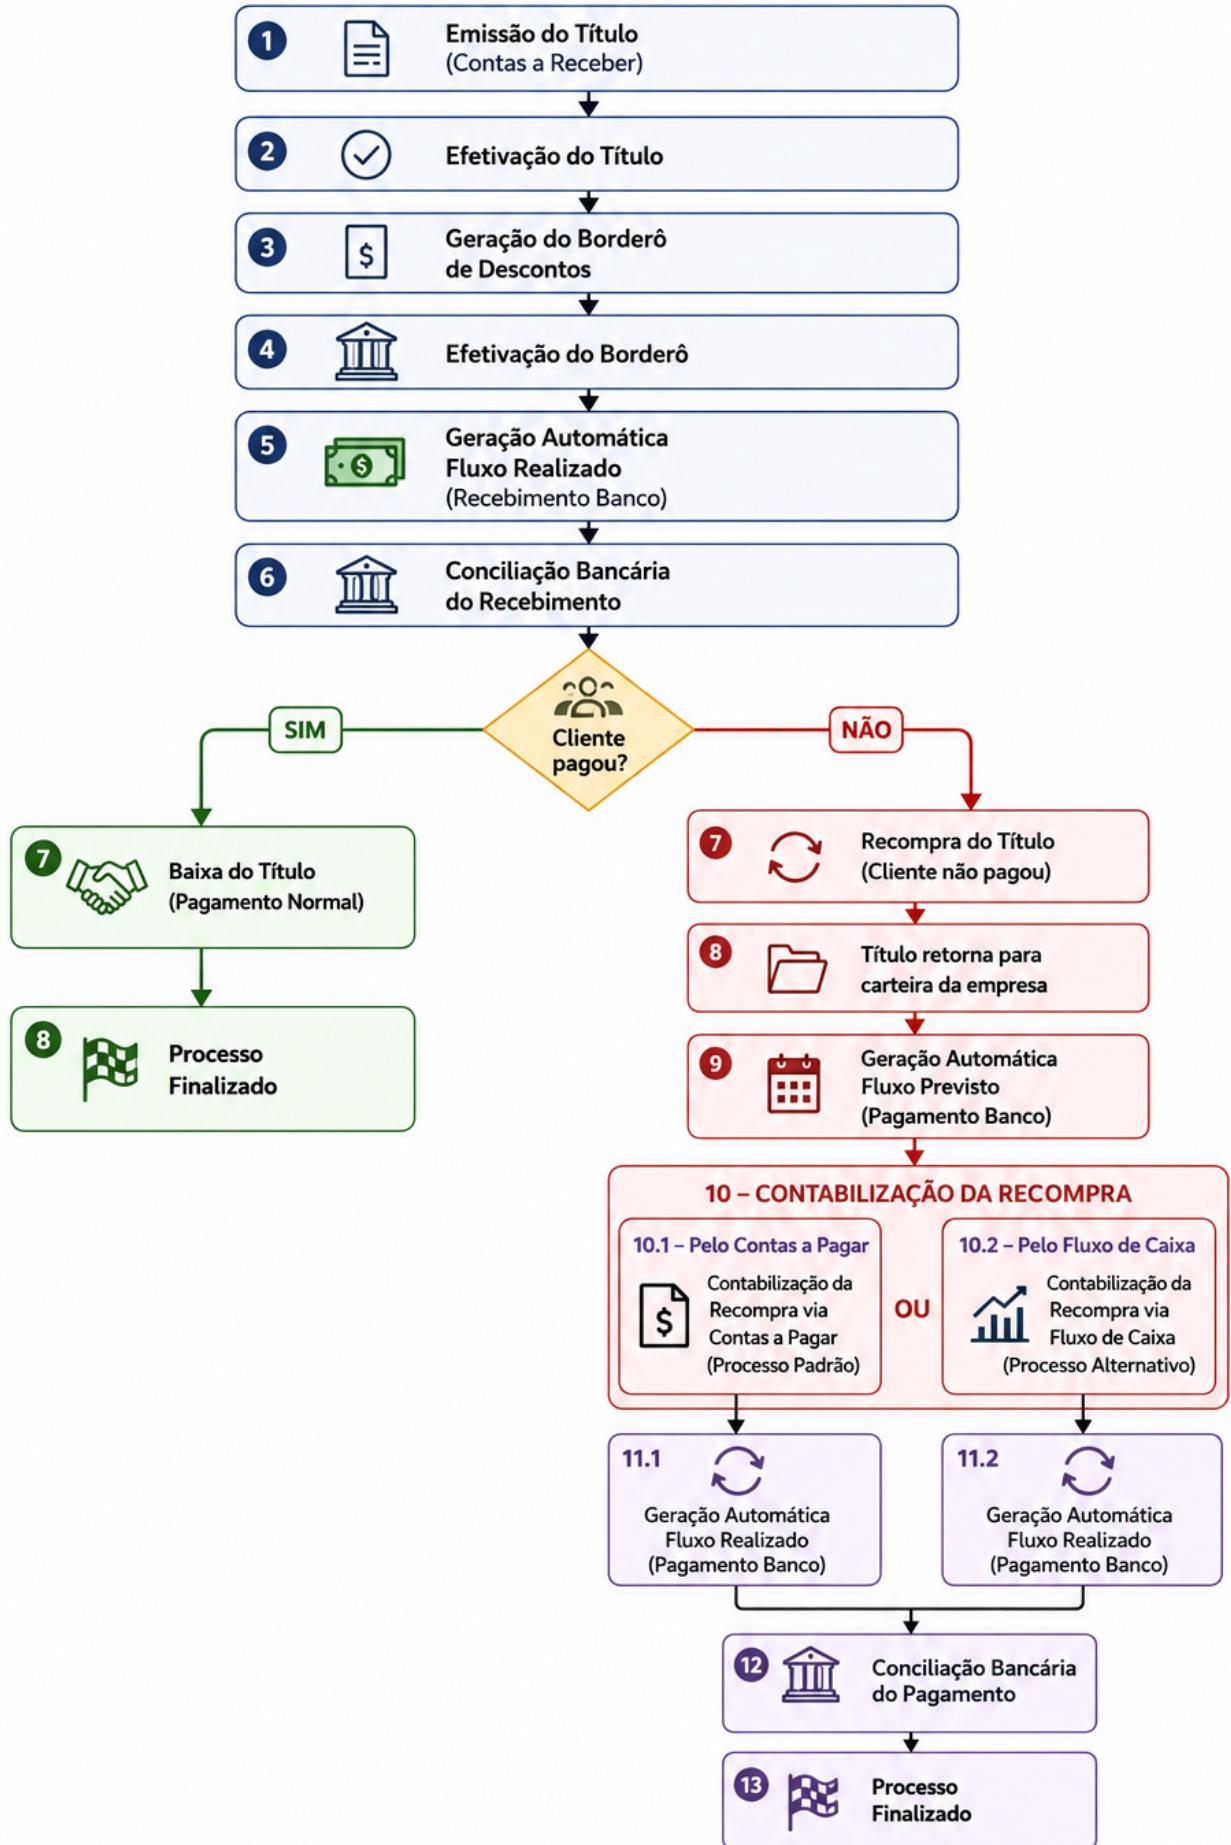 1
Emissão do Título
(Contas a Receber)
2
Efetivação do Título
3
$
Geração do Borderô
de Descontos
4
Efetivação do Borderô
5
$
Geração Automática
Fluxo Realizado
(Recebimento Banco)
6
Conciliação Bancária
do Recebimento
Cliente
pagou?
SIM
NÃO
7
Baixa do Título
(Pagamento Normal)
8
Processo
Finalizado
7
Recompra do Título
(Cliente não pagou)
8
Título retorna para
carteira da empresa
9
Geração Automática
Fluxo Previsto
(Pagamento Banco)
10 – CONTABILIZAÇÃO DA RECOMPRA
10.1 – Pelo Contas a Pagar
$
Contabilização da
Recompra via
Contas a Pagar
(Processo Padrão)
OU
10.2 – Pelo Fluxo de Caixa
Contabilização da
Recompra via
Fluxo de Caixa
(Processo Alternativo)
11.1
Geração Automática
Fluxo Realizado
(Pagamento Banco)
11.2
Geração Automática
Fluxo Realizado
(Pagamento Banco)
12
Conciliação Bancária
do Pagamento
13
Processo
Finalizado